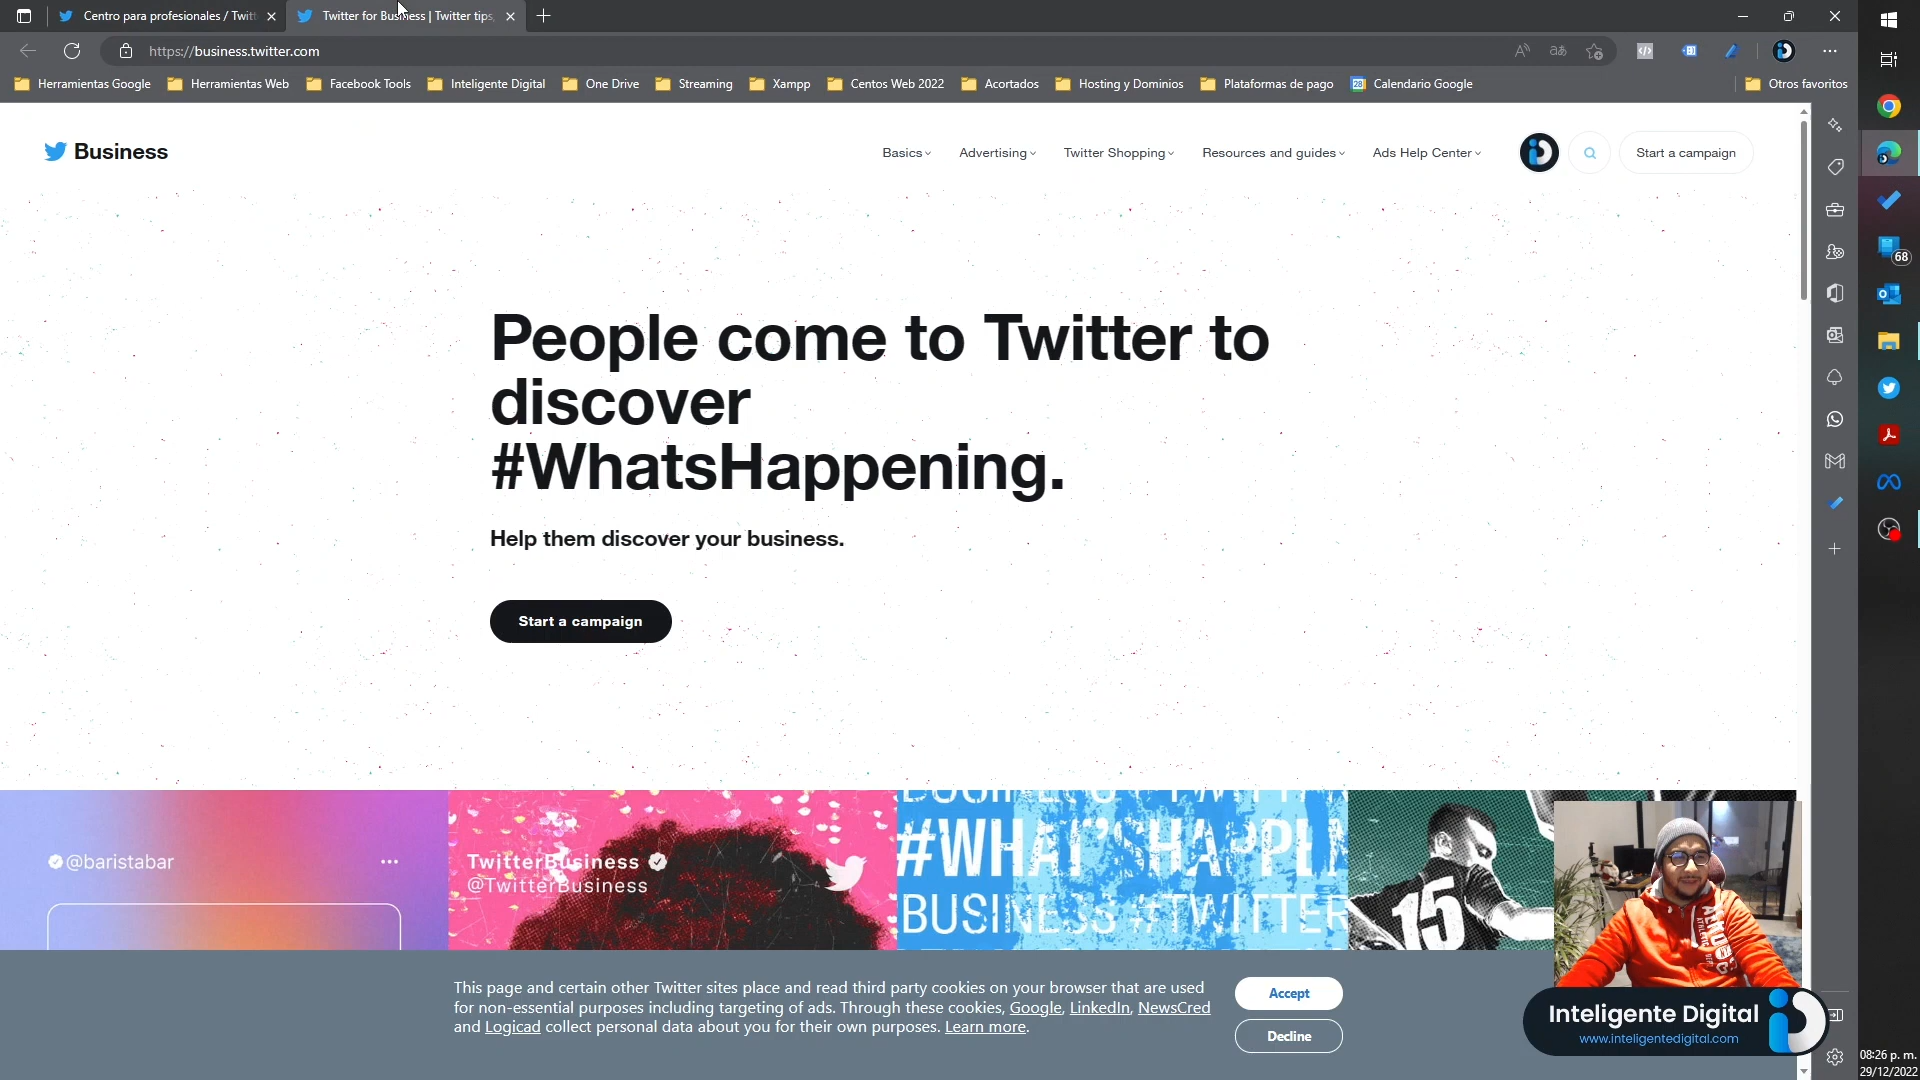 Centro para profesionales / Twit
Twitter for Business | Twitter tips,
https://business.twitter.com
Herramientas Google
Herramientas Web
Facebook Tools
Inteligente Digital
One Drive
Streaming
Xampp
Centos Web 2022
Acortados
Hosting y Dominios
Plataformas de pago
28
Calendario Google
Otros favoritos
Business
Basics
Advertising
Twitter Shopping
Resources and guides
Ads Help Center
Start a campaign
68
People come to Twitter to
discover
#WhatsHappening.
Help them discover your business.
Start a campaign
@baristabar
TwitterBusiness
@TwitterBusiness
#WHAT'SHAPPEN
BUSINESS #TWITTER
15
This page and certain other Twitter sites place and read third party cookies on your browser that are used
for non-essential purposes including targeting of ads. Through these cookies, Google, LinkedIn, NewsCred
and Logicad collect personal data about you for their own purposes. Learn more.
Accept
Decline
Inteligente Digital
www.inteligentedigital.com
08:26 p. m.
29/12/2022